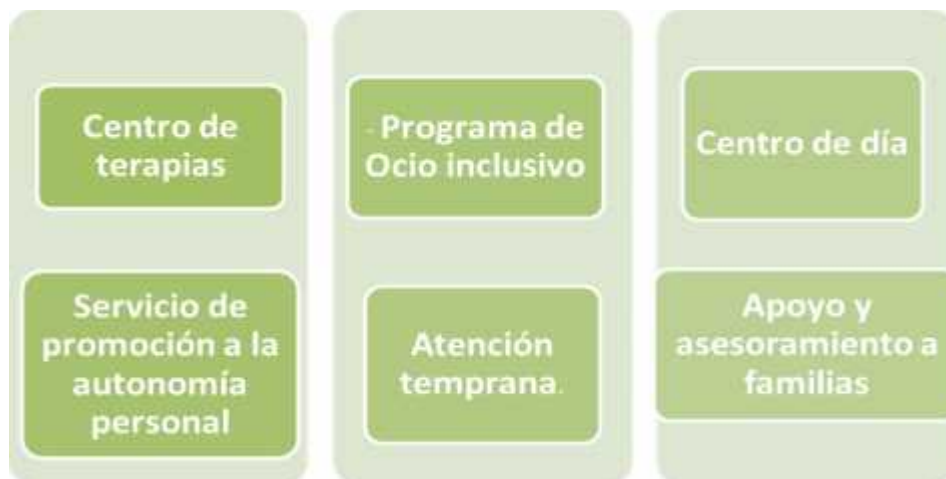 Centro de
terapias
- Programa de
Ocio inclusivo
Centro de día
Servicio de
promoción a la
autonomía
personal
Atención
temprana.
Apoyo y
asesoramiento a
familias